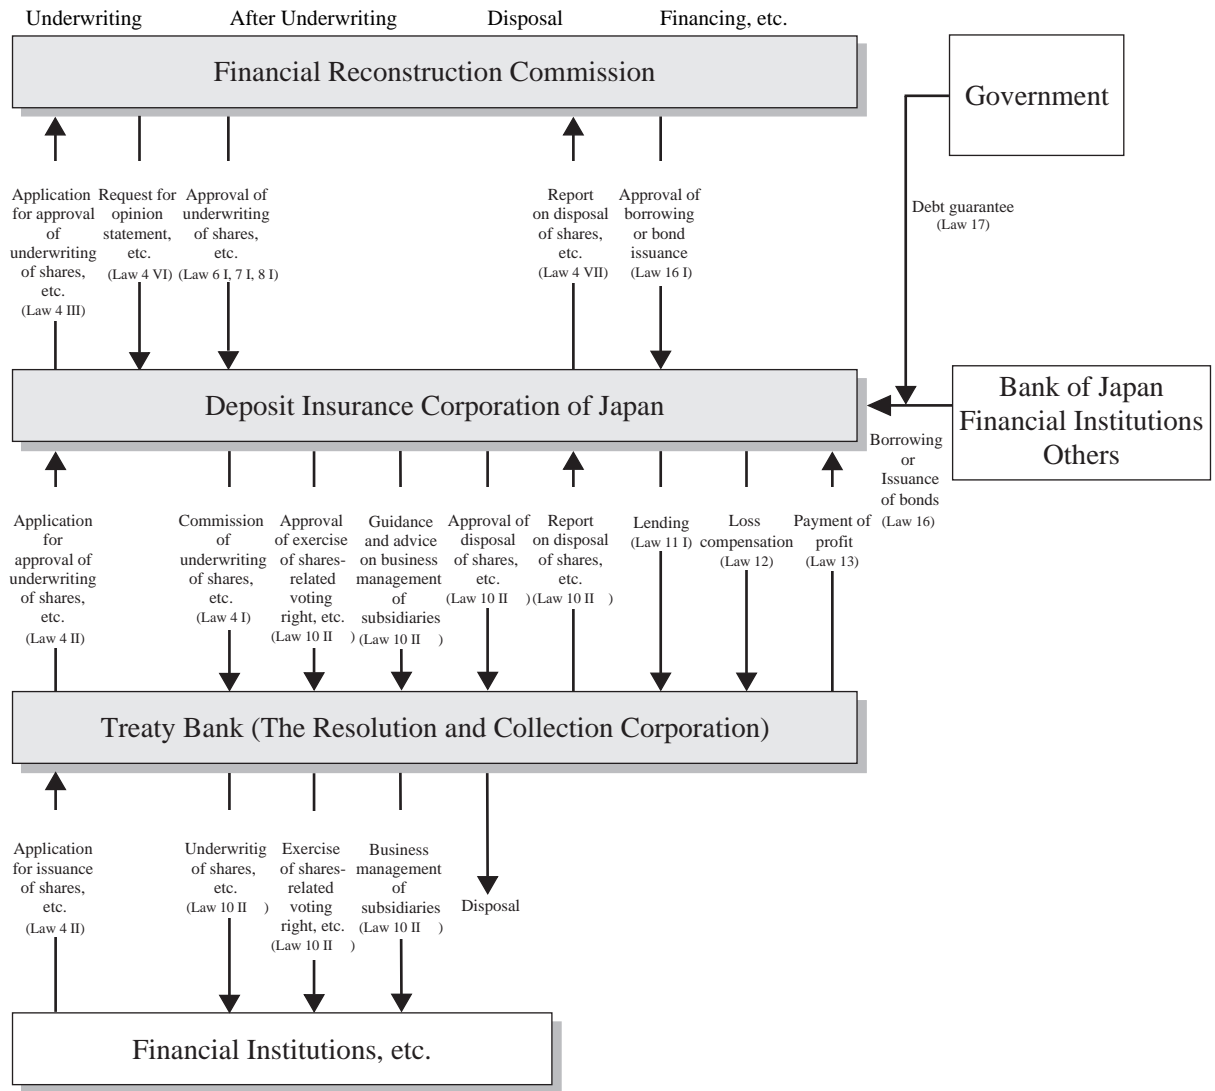 Underwriting
After Underwriting
Disposal
Financing, etc.
Financial Reconstruction Commission
Government
Application
for approval
of
underwriting
of shares,
etc.
(Law 4 III)
Request for
opinion
statement,
etc.
(Law 4 VI)
Approval of
underwriting
of shares,
etc.
(Law 6 I, 7 I, 8 I)
Report
on disposal
of shares,
etc.
(Law 4 VII)
Approval of
borrowing
or bond
issuance
(Law 16 I)
Debt guarantee
(Law 17)
Deposit Insurance Corporation of Japan
Bank of Japan
Financial Institutions
Others
Borrowing
or
Issuance
of bonds
(Law 16)
Application
for
approval of
underwriting
of shares,
etc.
(Law 4 II)
Commission
of
underwriting
of shares,
etc.
(Law 4 I)
Approval
of exercise
of shares-
related
voting
right, etc.
(Law 10 II )
Guidance
and advice
on business
management
of
subsidiaries
(Law 10 II )
Approval of
disposal
of shares,
etc.
(Law 10 II )
Report
on disposal
of shares,
etc.
(Law 10 II )
Lending
(Law 11 I)
Loss
compensation
(Law 12)
Payment of
profit
(Law 13)
Treaty Bank (The Resolution and Collection Corporation)
Application
for issuance
of shares,
etc.
(Law 4 II)
Underwritig
of shares,
etc.
(Law 10 II )
Exercise
of shares-
related
voting
right, etc.
(Law 10 II )
Business
management
of
subsidiaries
(Law 10 II )
Disposal
Financial Institutions, etc.